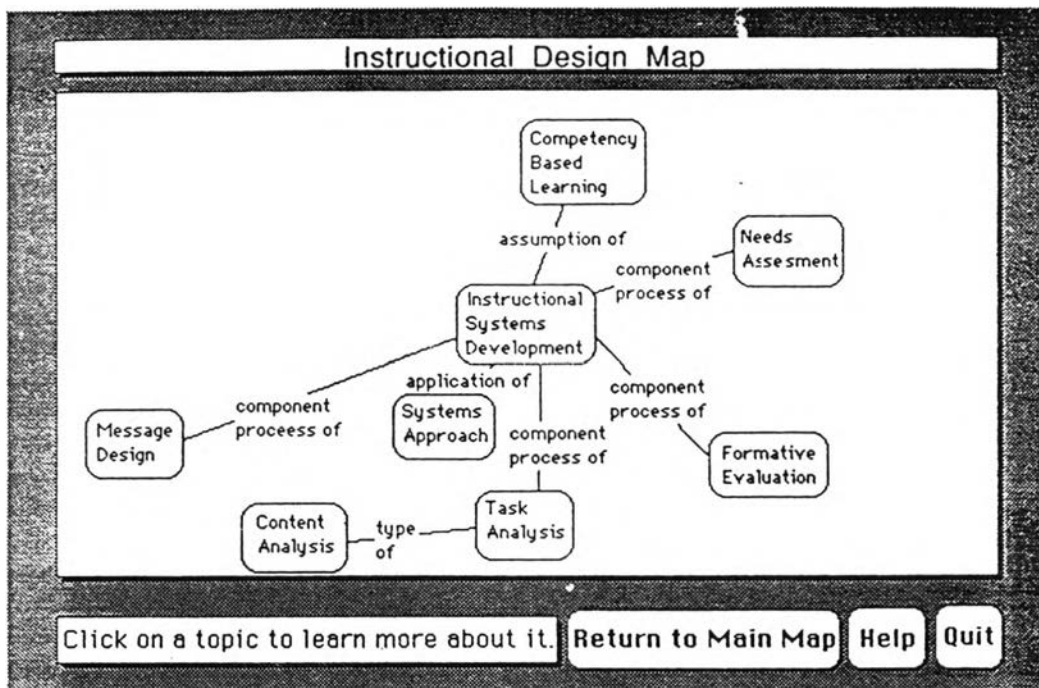 Instructional Design Map
Competency
Based
Learning
assumption of
Needs
Assesment
component
process of
Instructional
Systems
Development
application of
Systems
Approach
component
proceess of
Message
Design
component
process of
component
process of
Formative
Evaluation
Task
Analysis
type
of
Content
Analysis
Click on a topic to learn more about it.
Return to Main Map
Help
Quit